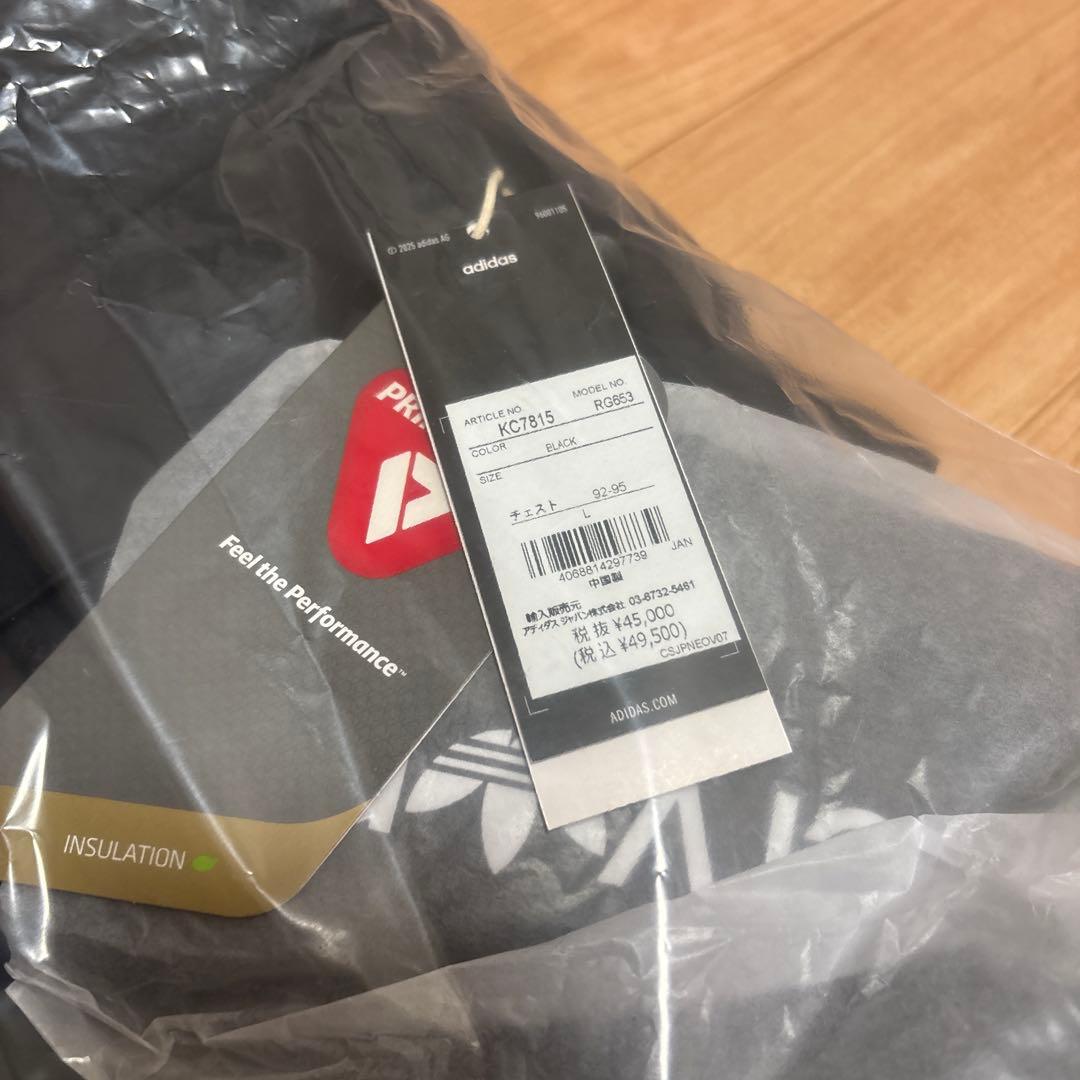 © 2025 adidas AG
96001105
adidas
ARTICLE NO. MODEL NO.
KC7815 RG653
COLOR BLACK
SIZE
チェスト 92-95
L
4068814297739 JAN
中国製
輸入販売元
アディダス ジャパン株式会社 03-6732-5461
税抜 ¥45,000
(税込 ¥49,500)
CSJPNEOV07
ADIDAS.COM
Feel the Performance™
INSULATION